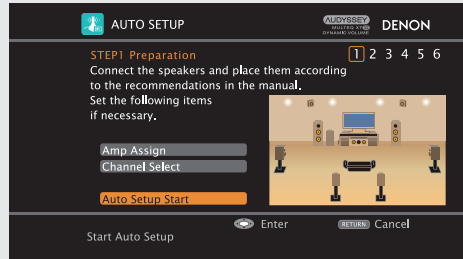 AUTO SETUP
AUDYSSEY
MULTEQ XT
DYNAMIC VOLUME
DENON
STEP1 Preparation
1 2 3 4 5 6
Connect the speakers and place them according
to the recommendations in the manual.
Set the following items
if necessary.
Amp Assign
Channel Select
Auto Setup Start
Enter
RETURN Cancel
Start Auto Setup